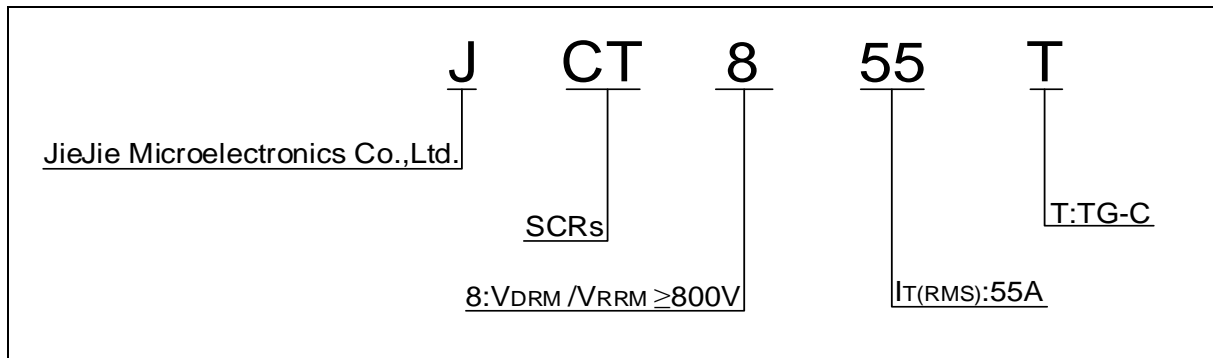 J CT 8 55 T
JieJie Microelectronics Co.,Ltd.
SCRs
T:TG-C
8:VDRM /VRRM ≥800V
IT(RMS):55A